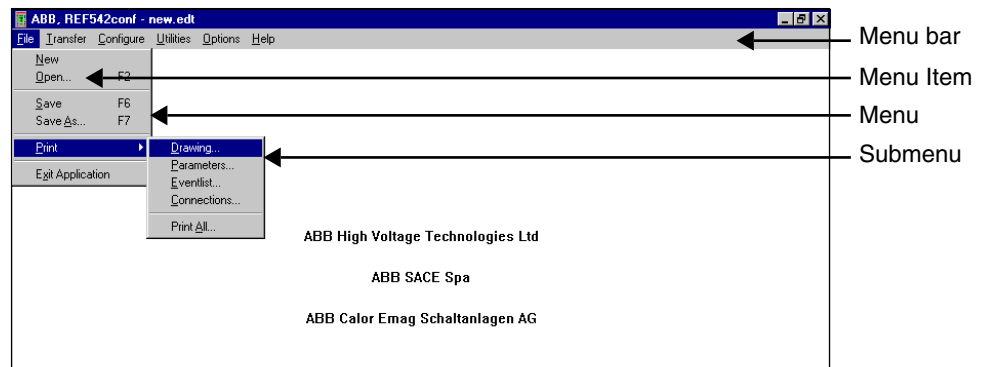 ABB, REF542conf - new.edt
File Transfer Configure Utilities Options Help
Menu bar
New
Open... F2
Menu Item
Save F6
Save As... F7
Menu
Print
Drawing...
Submenu
Parameters...
Exit Application
Eventlist...
Connections...
Print All...
ABB High Voltage Technologies Ltd
ABB SACE Spa
ABB Calor Emag Schaltanlagen AG